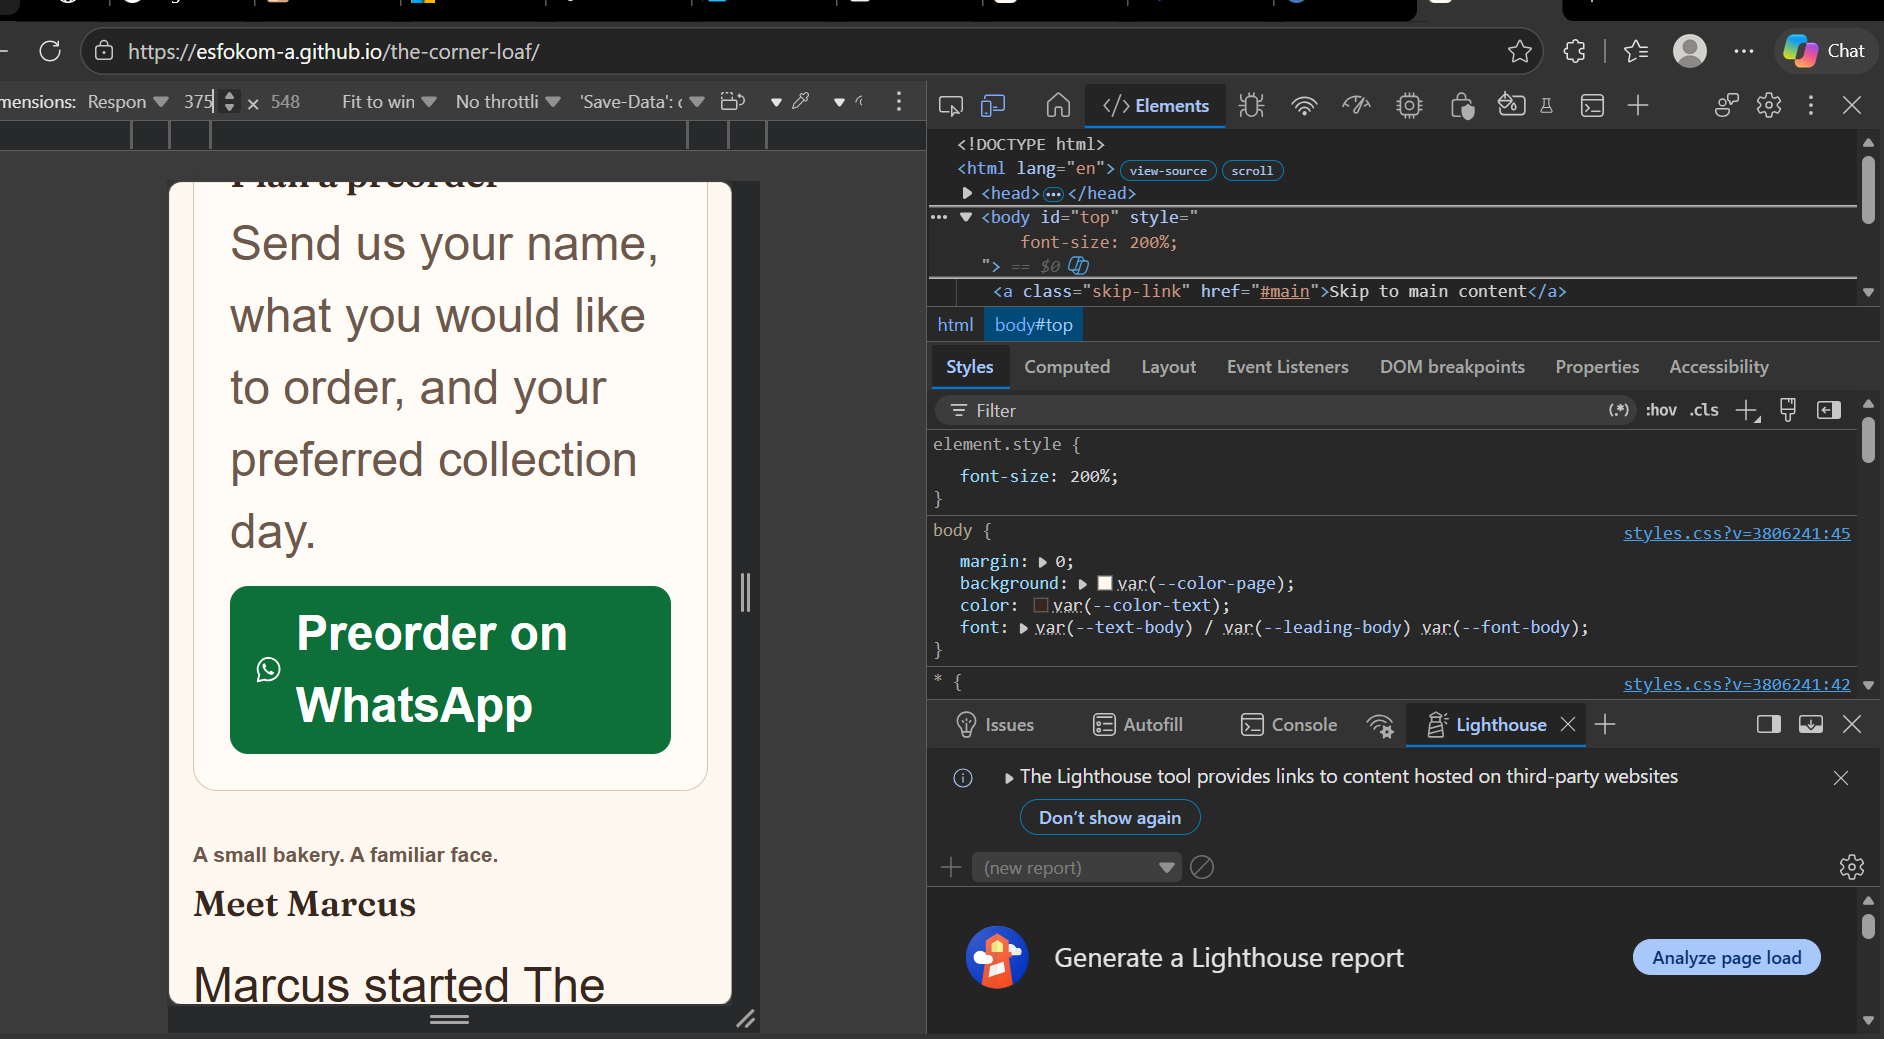 https://esfokom-a.github.io/the-corner-loaf/
Chat
mensions: Respon 375 × 548 Fit to win No throttli 'Save-Data':
Elements
<!DOCTYPE html>
<html lang="en"> view-source scroll
<head> ••• </head>
••• <body id="top" style="
font-size: 200%;
"> == $0
<a class="skip-link" href="#main">Skip to main content</a>
html body#top
Styles Computed Layout Event Listeners DOM breakpoints Properties Accessibility
Filter (.*) :hov .cls
element.style {
font-size: 200%;
}
body { styles.css?v=3806241:45
margin: 0;
background: var(--color-page);
color: var(--color-text);
font: var(--text-body) / var(--leading-body) var(--font-body);
}
* { styles.css?v=3806241:42
Issues Autofill Console Lighthouse
The Lighthouse tool provides links to content hosted on third-party websites
Don't show again
(new report)
Generate a Lighthouse report Analyze page load
Plan a preorder
Send us your name,
what you would like
to order, and your
preferred collection
day.
Preorder on
WhatsApp
A small bakery. A familiar face.
Meet Marcus
Marcus started The